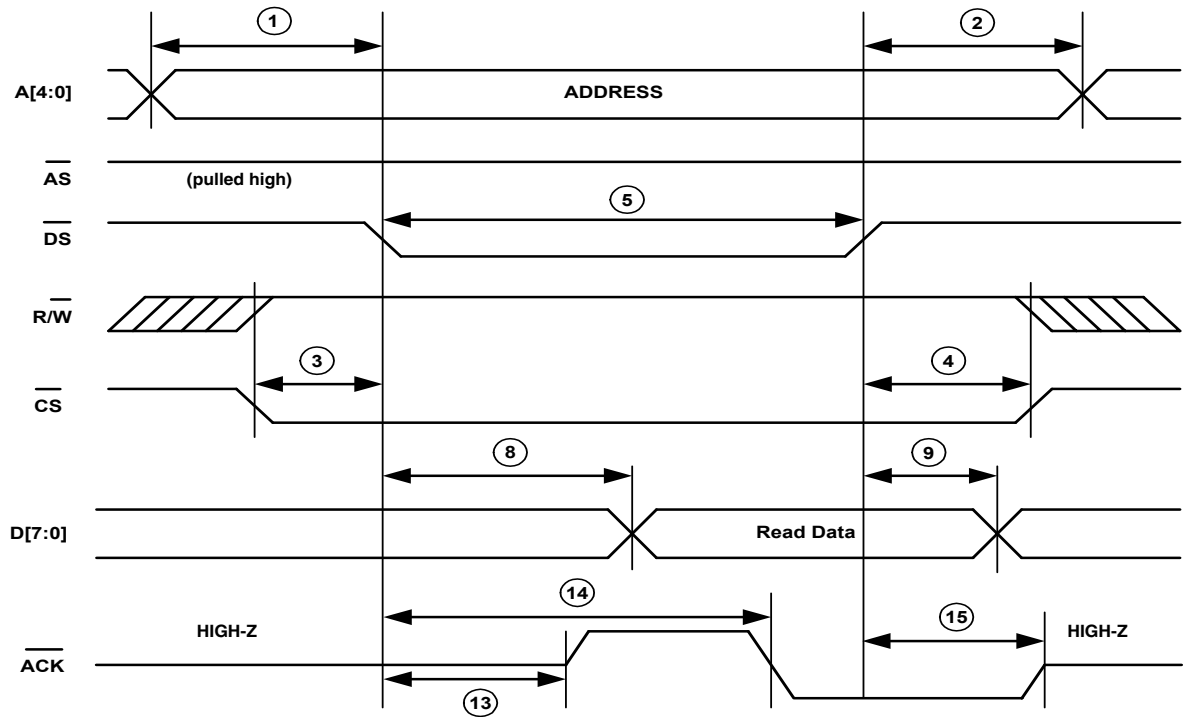 1
2
A[4:0]
ADDRESS
AS
(pulled high)
5
DS
R/W
3
4
CS
8
9
D[7:0]
Read Data
14
HIGH-Z
15
HIGH-Z
ACK
13